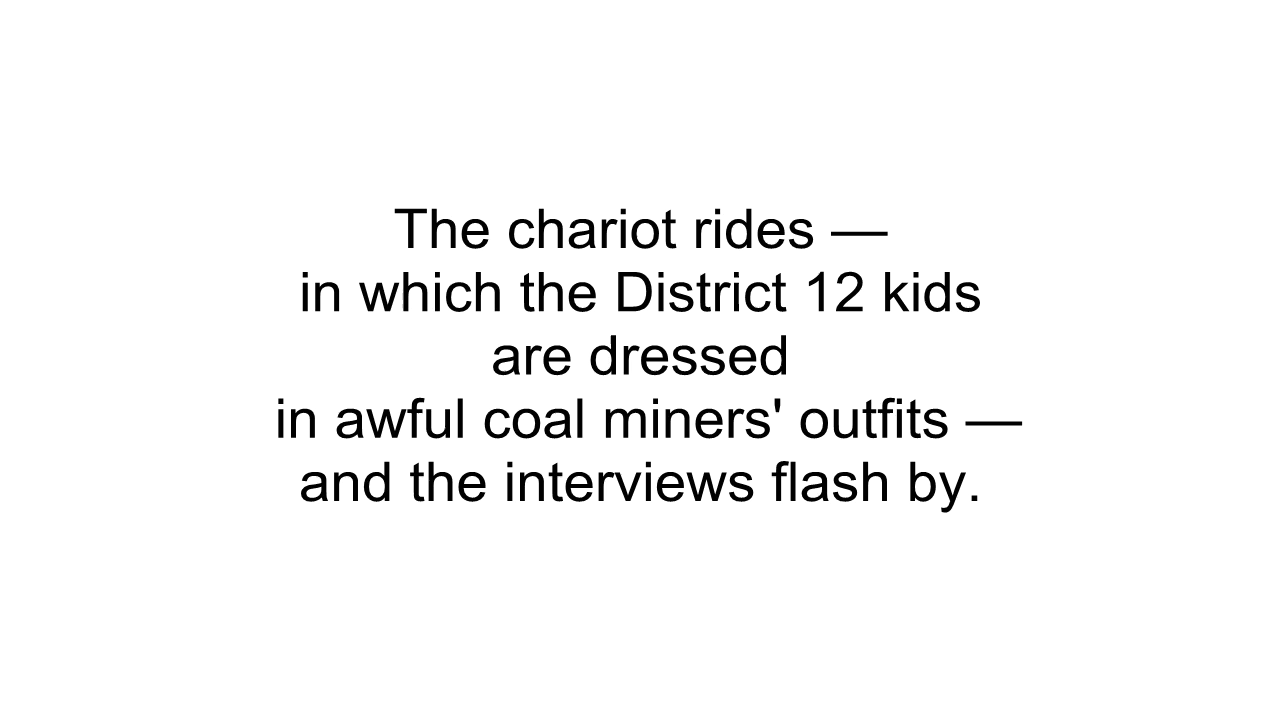 The chariot rides —
in which the District 12 kids
are dressed
in awful coal miners' outfits —
and the interviews flash by.